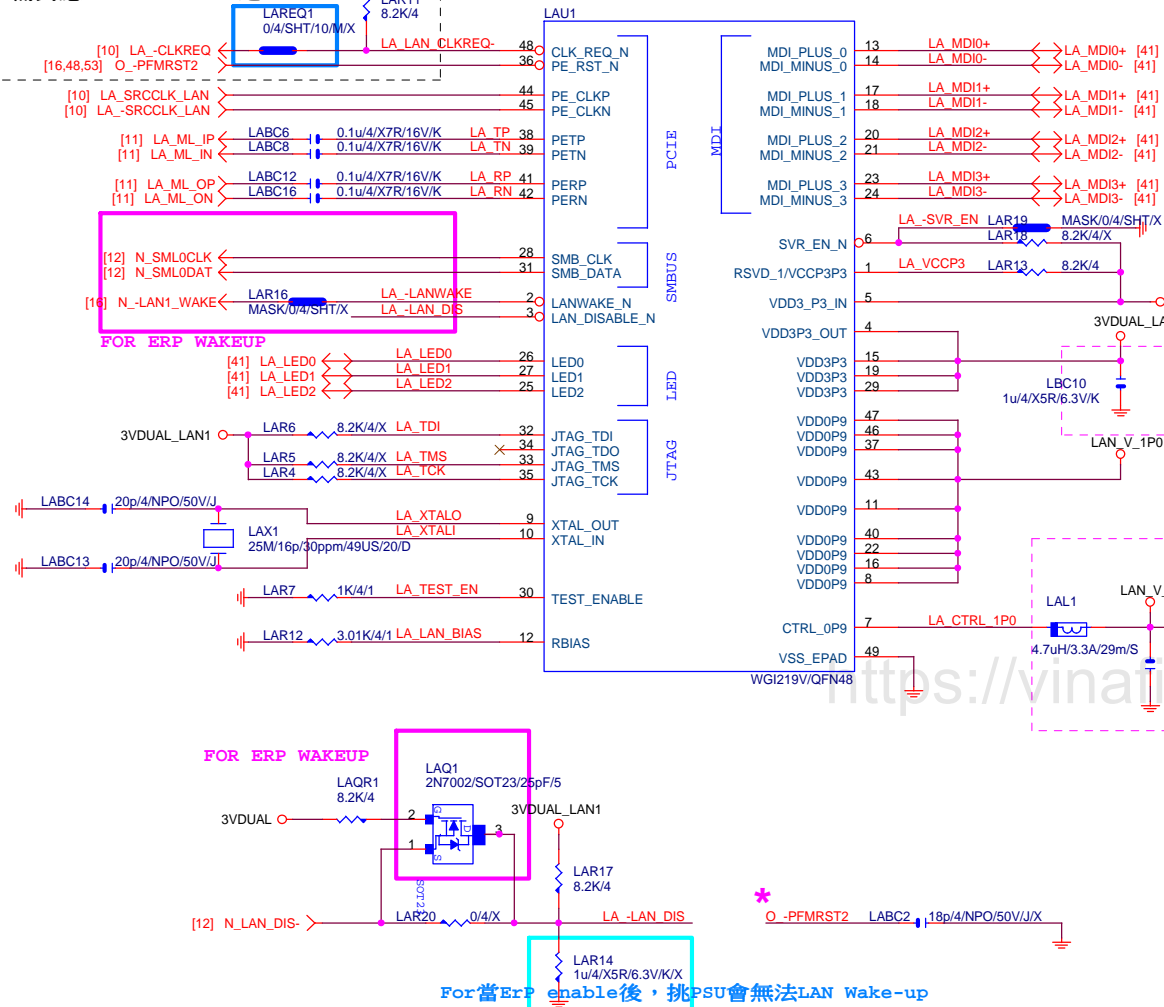 LAREQ1
0/4/SHT/10/M/X
8.2K/4
LAU1
[10] LA_-CLKREQ
LA_LAN_CLKREQ-
48
CLK_REQ_N
[16,48,53] O_-PFMRST2
36
PE_RST_N
[10] LA_SRCCLK_LAN
44
PE_CLKP
[10] LA_-SRCCLK_LAN
45
PE_CLKN
[11] LA_ML_IP
LABC6
0.1u/4/X7R/16V/K
LA_TP
38
PETP
[11] LA_ML_IN
LABC8
0.1u/4/X7R/16V/K
LA_TN
39
PETN
[11] LA_ML_OP
LABC12
0.1u/4/X7R/16V/K
LA_RP
41
PERP
[11] LA_ML_ON
LABC16
0.1u/4/X7R/16V/K
LA_RN
42
PERN
PCIE
[12] N_SML0CLK
28
SMB_CLK
[12] N_SML0DAT
31
SMB_DATA
SMBUS
[16] N_-LAN1_WAKE
LAR16
MASK/0/4/SHT/X
LA_-LANWAKE
2
LANWAKE_N
LA_-LAN_DIS
3
LAN_DISABLE_N
FOR ERP WAKEUP
[41] LA_LED0
LA_LED0
26
LED0
[41] LA_LED1
LA_LED1
27
LED1
[41] LA_LED2
LA_LED2
25
LED2
LED
3VDUAL_LAN1
LAR6
8.2K/4/X
LA_TDI
32
JTAG_TDI
34
JTAG_TDO
LAR5
8.2K/4/X
LA_TMS
33
JTAG_TMS
LAR4
8.2K/4/X
LA_TCK
35
JTAG_TCK
JTAG
LABC14
20p/4/NPO/50V/J
LA_XTALO
9
XTAL_OUT
LAX1
25M/16p/30ppm/49US/20/D
LA_XTALI
10
XTAL_IN
LABC13
20p/4/NPO/50V/J
LAR7
1K/4/1
LA_TEST_EN
30
TEST_ENABLE
LAR12
3.01K/4/1
LA_LAN_BIAS
12
RBIAS
MDI
MDI_PLUS_0
13
LA_MDI0+
LA_MDI0+ [41]
MDI_MINUS_0
14
LA_MDI0-
LA_MDI0- [41]
MDI_PLUS_1
17
LA_MDI1+
LA_MDI1+ [41]
MDI_MINUS_1
18
LA_MDI1-
LA_MDI1- [41]
MDI_PLUS_2
20
LA_MDI2+
LA_MDI2+ [41]
MDI_MINUS_2
21
LA_MDI2-
LA_MDI2- [41]
MDI_PLUS_3
23
LA_MDI3+
LA_MDI3+ [41]
MDI_MINUS_3
24
LA_MDI3-
LA_MDI3- [41]
SVR_EN_N
6
LA_-SVR_EN
LAR19
MASK/0/4/SHT/X
LAR18
8.2K/4/X
RSVD_1/VCCP3P3
1
LA_VCCP3
LAR13
8.2K/4
VDD3_P3_IN
5
3VDUAL_LA
VDD3P3_OUT
4
VDD3P3
15
VDD3P3
19
VDD3P3
29
LBC10
1u/4/X5R/6.3V/K
VDD0P9
47
VDD0P9
46
VDD0P9
37
LAN_V_1P0
VDD0P9
43
VDD0P9
11
VDD0P9
40
VDD0P9
22
VDD0P9
16
VDD0P9
8
CTRL_0P9
7
LA_CTRL_1P0
LAL1
4.7uH/3.3A/29m/S
LAN_V_
VSS_EPAD
49
WGI219V/QFN48
https://vinafi
FOR ERP WAKEUP
LAQ1
2N7002/SOT23/25pF/5
LAQR1
8.2K/4
3VDUAL
2
G
D
3
1
S
SOT23
3VDUAL_LAN1
LAR17
8.2K/4
[12] N_LAN_DIS-
LAR20
0/4/X
LA_-LAN_DIS
*
O_-PFMRST2
LABC2
18p/4/NPO/50V/J/X
LAR14
1u/4/X5R/6.3V/K/X
For當ErP enable後，挑PSU會無法LAN Wake-up